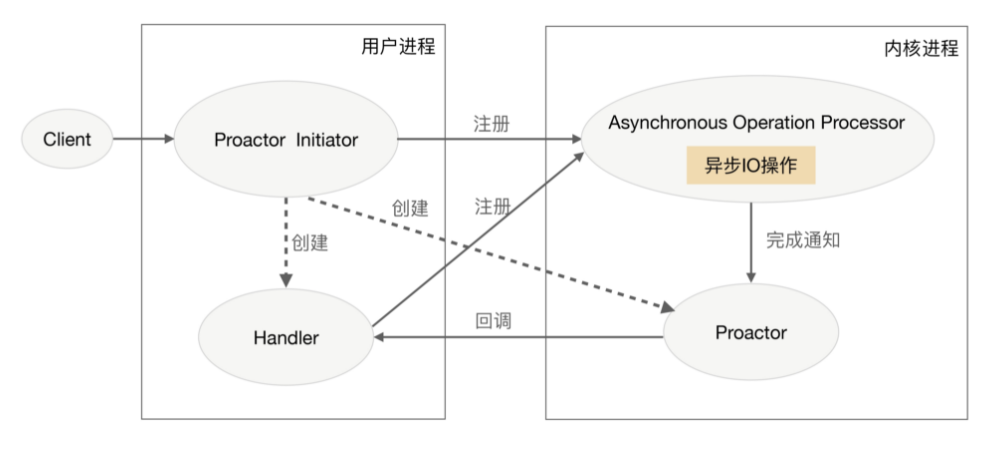 用户进程
内核进程
Client
Proactor Initiator
注册
Asynchronous Operation Processor
异步IO操作
创建
创建
注册
完成通知
Handler
回调
Proactor